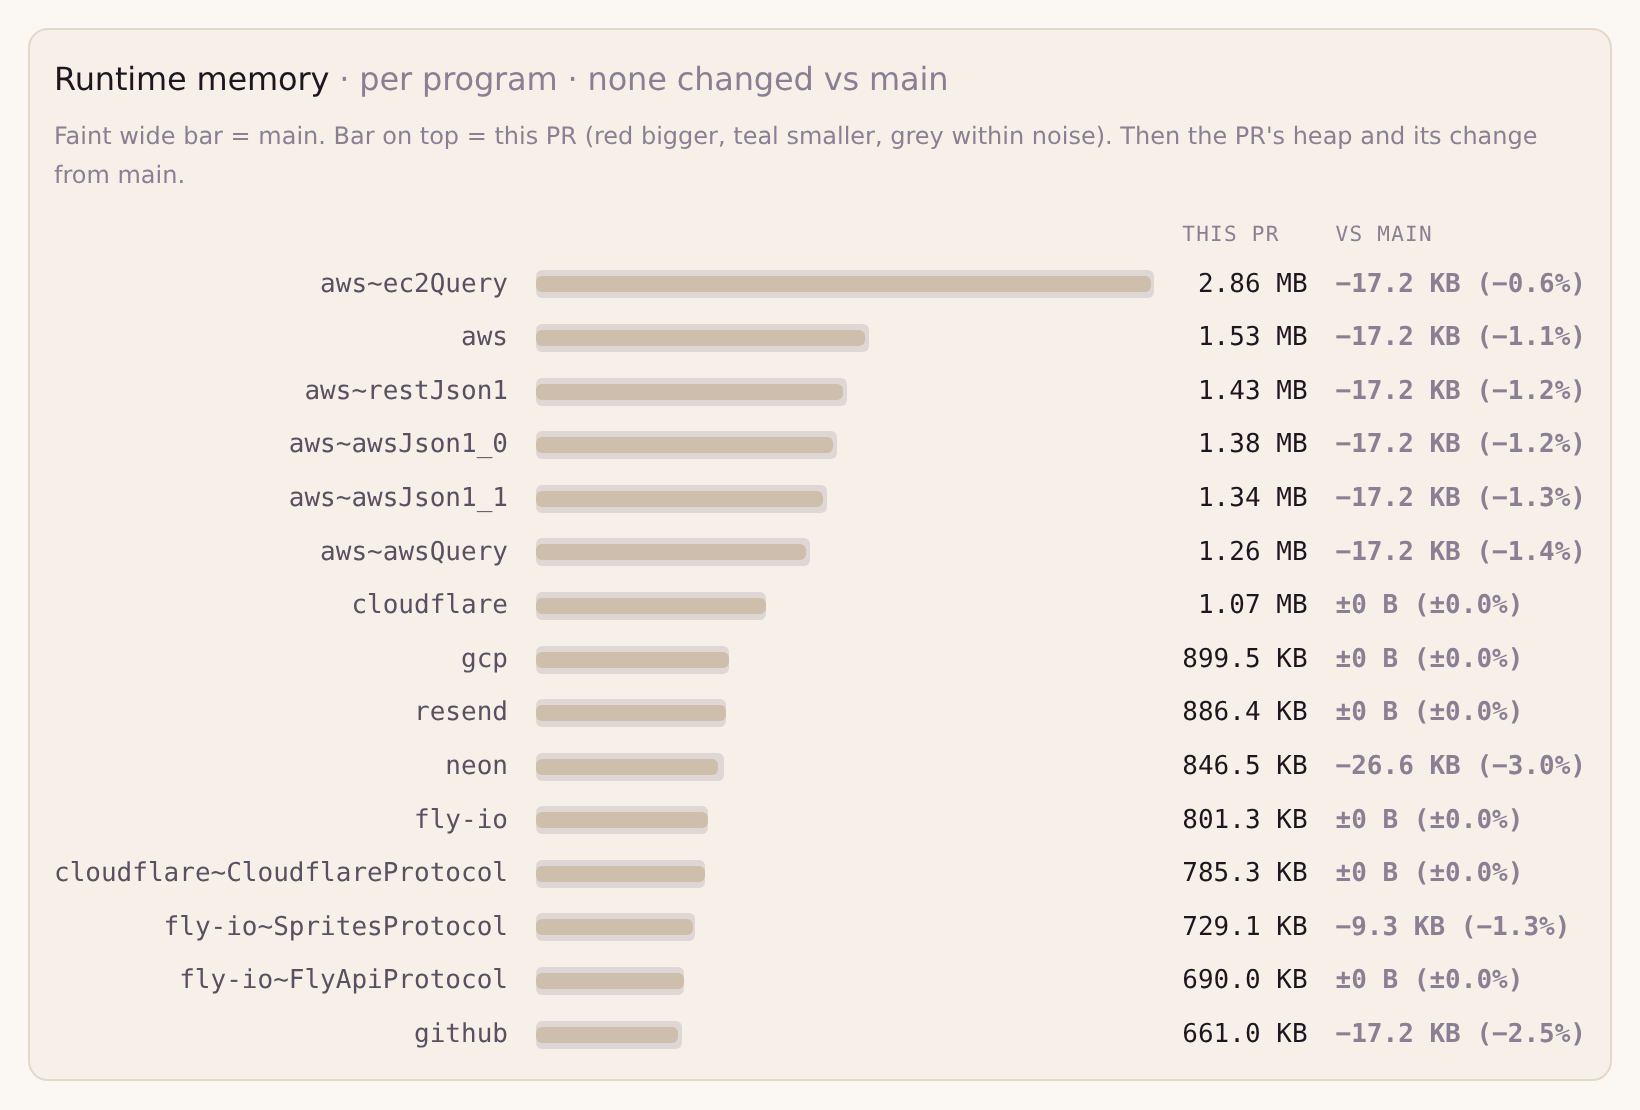 Runtime memory · per program · none changed vs main
Faint wide bar = main. Bar on top = this PR (red bigger, teal smaller, grey within noise). Then the PR's heap and its change
from main.
THIS PR VS MAIN
aws~ec2Query 2.86 MB −17.2 KB (−0.6%)
aws 1.53 MB −17.2 KB (−1.1%)
aws~restJson1 1.43 MB −17.2 KB (−1.2%)
aws~awsJson1_0 1.38 MB −17.2 KB (−1.2%)
aws~awsJson1_1 1.34 MB −17.2 KB (−1.3%)
aws~awsQuery 1.26 MB −17.2 KB (−1.4%)
cloudflare 1.07 MB ±0 B (±0.0%)
gcp 899.5 KB ±0 B (±0.0%)
resend 886.4 KB ±0 B (±0.0%)
neon 846.5 KB −26.6 KB (−3.0%)
fly-io 801.3 KB ±0 B (±0.0%)
cloudflare~CloudflareProtocol 785.3 KB ±0 B (±0.0%)
fly-io~SpritesProtocol 729.1 KB −9.3 KB (−1.3%)
fly-io~FlyApiProtocol 690.0 KB ±0 B (±0.0%)
github 661.0 KB −17.2 KB (−2.5%)